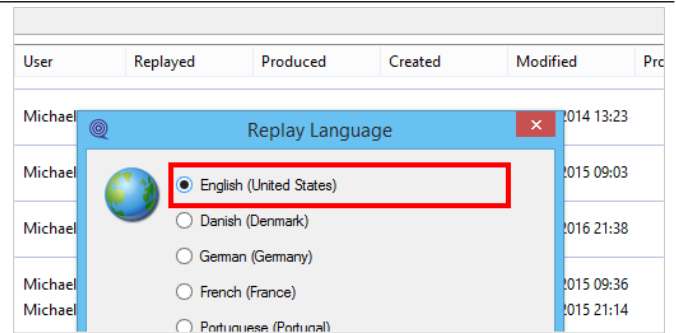 User Replayed Produced Created Modified Pro
Michael 2014 13:23
Replay Language
English (United States)
Michael 2015 09:03
Danish (Denmark)
Michael 2016 21:38
German (Germany)
French (France)
Michael 2015 09:36
Michael 2015 21:14
Portuguese (Portugal)